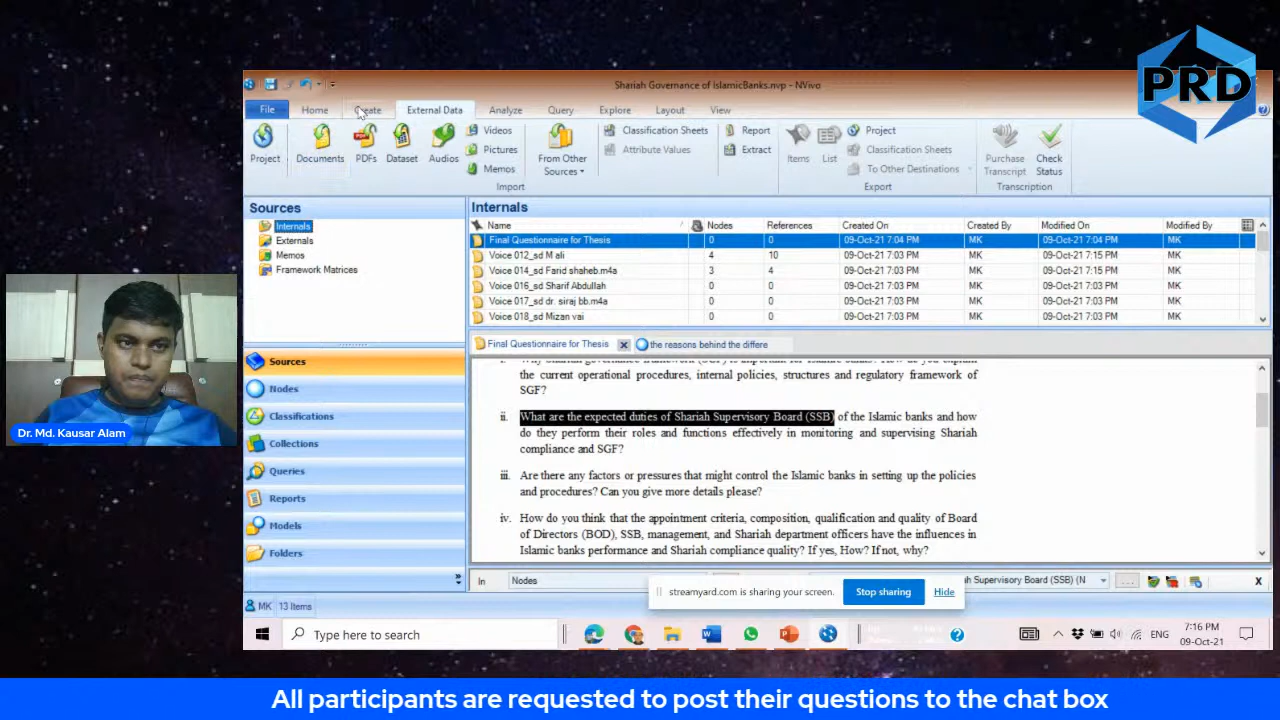 PRD
Shariah Governance of IslamicBanks.nvp - NVivo
File Home Create External Data Analyze Query Explore Layout View
Project Documents PDFs Dataset Audios
Videos
Pictures
Memos
From Other Sources
Classification Sheets
Attribute Values
Report
Extract
Items List
Project
Classification Sheets
To Other Destinations
Purchase Transcript
Check Status
Import Export Transcription
Sources
Internals
Externals
Memos
Framework Matrices
Sources
Nodes
Classifications
Collections
Queries
Reports
Models
Folders
Internals
Name Nodes References Created On Created By Modified On Modified By
Final Questionnaire for Thesis 0 0 09-Oct-21 7:04 PM MK 09-Oct-21 7:04 PM MK
Voice 012_sd M ali 4 10 09-Oct-21 7:03 PM MK 09-Oct-21 7:15 PM MK
Voice 014_sd Farid shaheb.m4a 3 4 09-Oct-21 7:03 PM MK 09-Oct-21 7:15 PM MK
Voice 016_sd Sharif Abdullah 0 0 09-Oct-21 7:03 PM MK 09-Oct-21 7:03 PM MK
Voice 017_sd dr. siraj bb.m4a 0 0 09-Oct-21 7:03 PM MK 09-Oct-21 7:03 PM MK
Voice 018_sd Mizan vai 0 0 09-Oct-21 7:03 PM MK 09-Oct-21 7:03 PM MK
Final Questionnaire for Thesis x the reasons behind the differe
the current operational procedures, internal policies, structures and regulatory framework of
SGF?
ii. What are the expected duties of Shariah Supervisory Board (SSB) of the Islamic banks and how
do they perform their roles and functions effectively in monitoring and supervising Shariah
compliance and SGF?
iii. Are there any factors or pressures that might control the Islamic banks in setting up the policies
and procedures? Can you give more details please?
iv. How do you think that the appointment criteria, composition, qualification and quality of Board
of Directors (BOD), SSB, management, and Shariah department officers have the influences in
Islamic banks performance and Shariah compliance quality? If yes, How? If not, why?
In Nodes ah Supervisory Board (SSB) (N ... X
streamyard.com is sharing your screen. Stop sharing Hide
MK 13 Items
Type here to search
ENG
7:16 PM
09-Oct-21
Dr. Md. Kausar Alam
All participants are requested to post their questions to the chat box